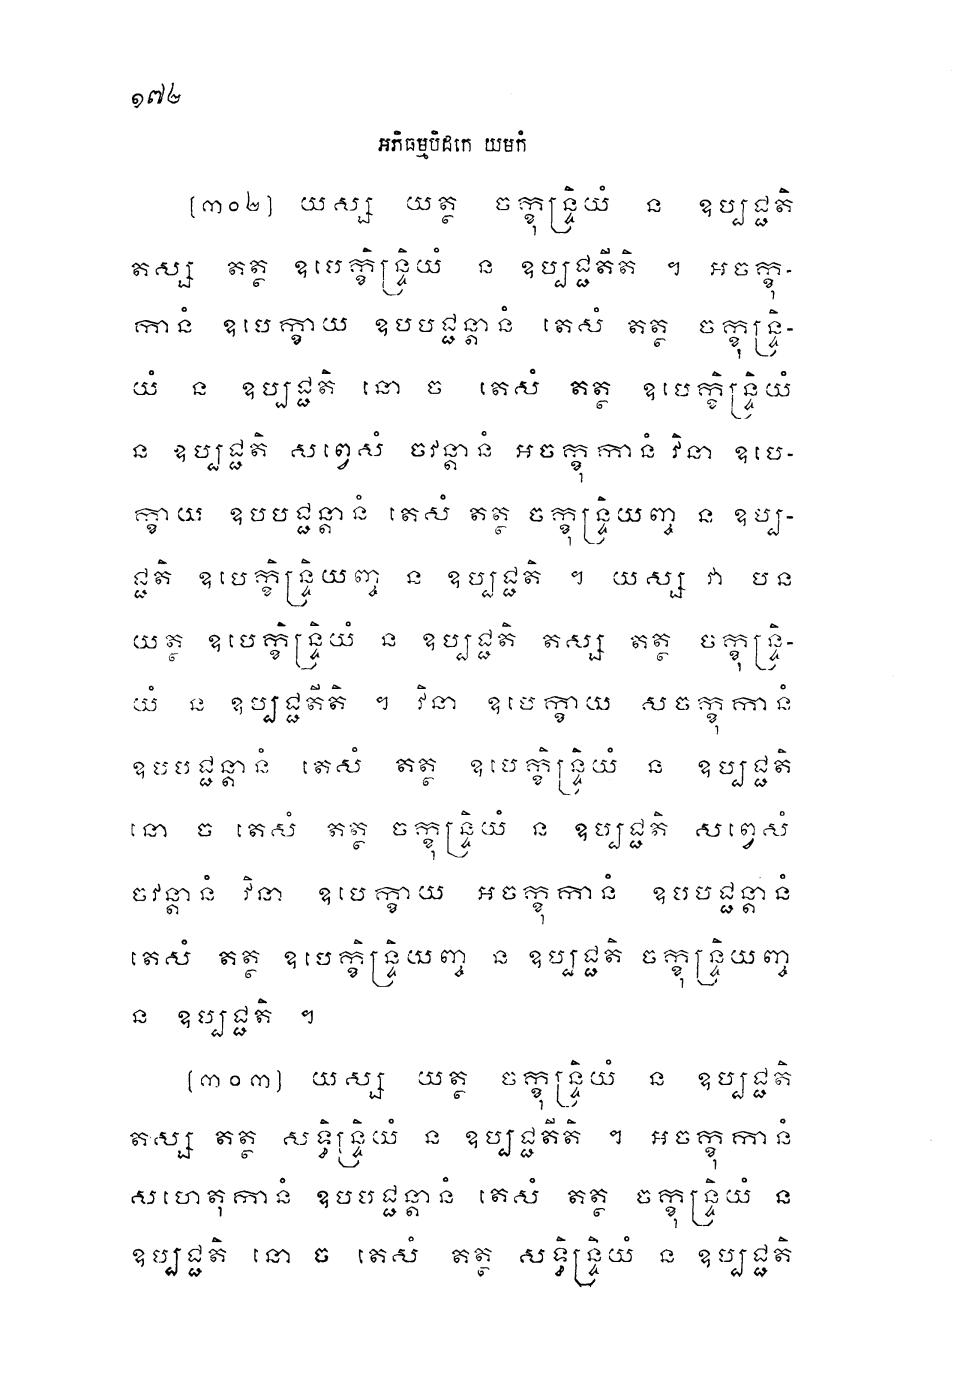 ១៧២
អភិធម្មបិដកេ យមកំ
[៣០២] យស្ស យត្ថ ចក្ខុន្ទ្រិយំ ន ឧប្បជ្ជតិ
តស្ស តត្ថ ឧបេក្ខិន្ទ្រិយំ ន ឧប្បជ្ជតីតិ ។ អចក្ខុ-
កានំ ឧបេក្ខាយ ឧបបជ្ជន្តានំ តេសំ តត្ថ ចក្ខុន្ទ្រិ-
យំ ន ឧប្បជ្ជតិ នោ ច តេសំ តត្ថ ឧបេក្ខិន្ទ្រិយំ
ន ឧប្បជ្ជតិ សព្វេសំ ចវន្តានំ អចក្ខុកានំ វិនា ឧបេ-
ក្ខាយ ឧបបជ្ជន្តានំ តេសំ តត្ថ ចក្ខុន្ទ្រិយញ្ច ន ឧប្ប-
ជ្ជតិ ឧបេក្ខិន្ទ្រិយញ្ច ន ឧប្បជ្ជតិ ។ យស្ស វា បន
យត្ថ ឧបេក្ខិន្ទ្រិយំ ន ឧប្បជ្ជតិ តស្ស តត្ថ ចក្ខុន្ទ្រិ-
យំ ន ឧប្បជ្ជតីតិ ។ វិនា ឧបេក្ខាយ សចក្ខុកានំ
ឧបបជ្ជន្តានំ តេសំ តត្ថ ឧបេក្ខិន្ទ្រិយំ ន ឧប្បជ្ជតិ
នោ ច តេសំ តត្ថ ចក្ខុន្ទ្រិយំ ន ឧប្បជ្ជតិ សព្វេសំ
ចវន្តានំ វិនា ឧបេក្ខាយ អចក្ខុកានំ ឧបបជ្ជន្តានំ
តេសំ តត្ថ ឧបេក្ខិន្ទ្រិយញ្ច ន ឧប្បជ្ជតិ ចក្ខុន្ទ្រិយញ្ច
ន ឧប្បជ្ជតិ ។
[៣០៣] យស្ស យត្ថ ចក្ខុន្ទ្រិយំ ន ឧប្បជ្ជតិ
តស្ស តត្ថ សទ្ធិន្ទ្រិយំ ន ឧប្បជ្ជតីតិ ។ អចក្ខុកានំ
សហេតុកានំ ឧបបជ្ជន្តានំ តេសំ តត្ថ ចក្ខុន្ទ្រិយំ ន
ឧប្បជ្ជតិ នោ ច តេសំ តត្ថ សទ្ធិន្ទ្រិយំ ន ឧប្បជ្ជតិ